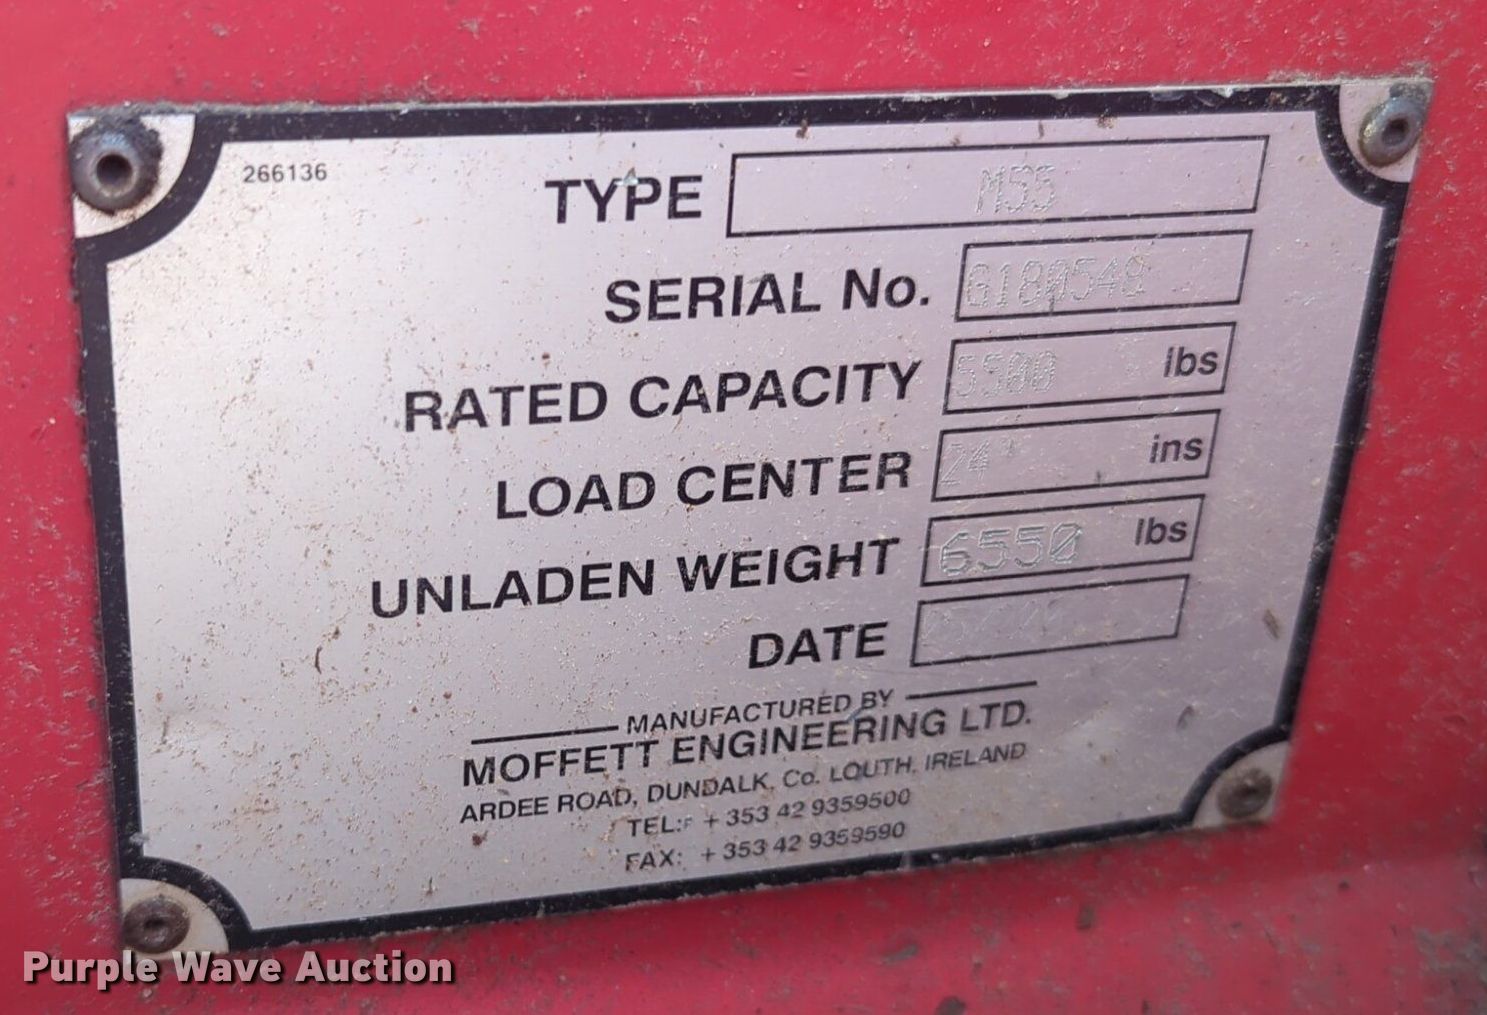 266136
TYPE M55
SERIAL No. G180548
RATED CAPACITY 5500 lbs
LOAD CENTER 24" ins
UNLADEN WEIGHT 6550 lbs
DATE
MANUFACTURED BY
MOFFETT ENGINEERING LTD.
ARDEE ROAD, DUNDALK, Co. LOUTH, IRELAND
TEL: + 353 42 9359500
FAX: + 353 42 9359590
Purple Wave Auction